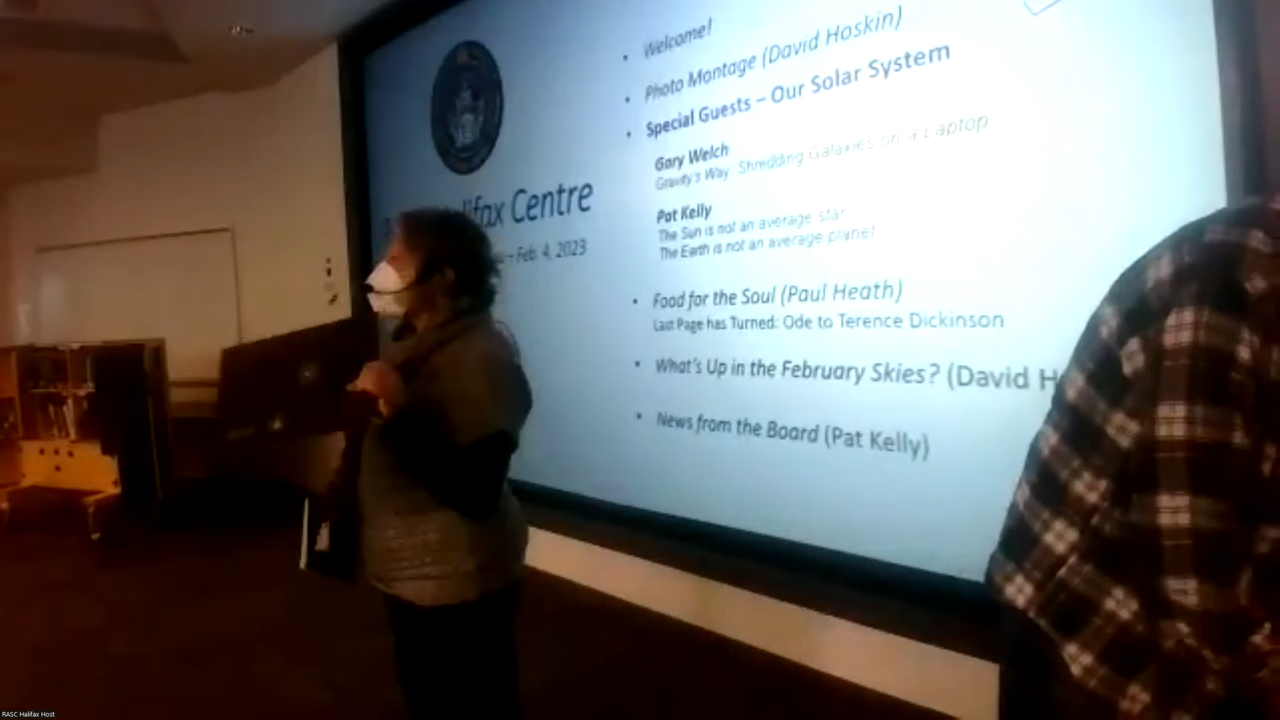 Halifax Centre
– Feb. 4, 2023
• Welcome!
• Photo Montage (David Hoskin)
• Special Guests – Our Solar System
Gary Welch
Gravity's Way Shredding Galaxies on a Laptop
Pat Kelly
The Sun is not an average star
The Earth is not an average planet
• Food for the Soul (Paul Heath)
Last Page has Turned: Ode to Terence Dickinson
• What's Up in the February Skies? (David H
• News from the Board (Pat Kelly)
RASC Halifax Host